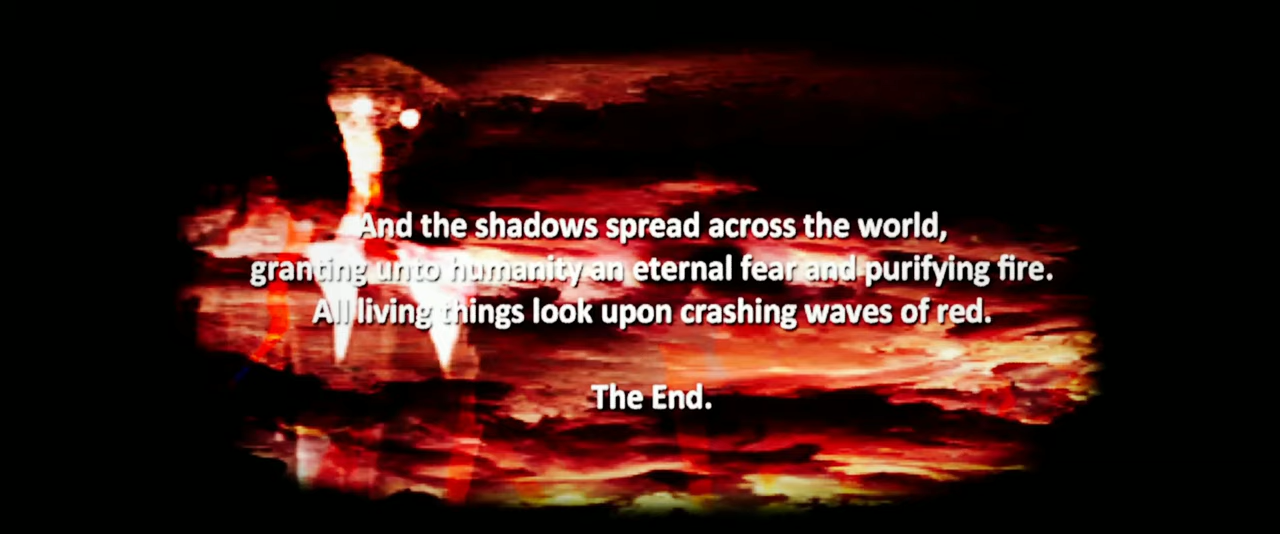 And the shadows spread across the world,
granting unto humanity an eternal fear and purifying fire.
All living things look upon crashing waves of red.
The End.